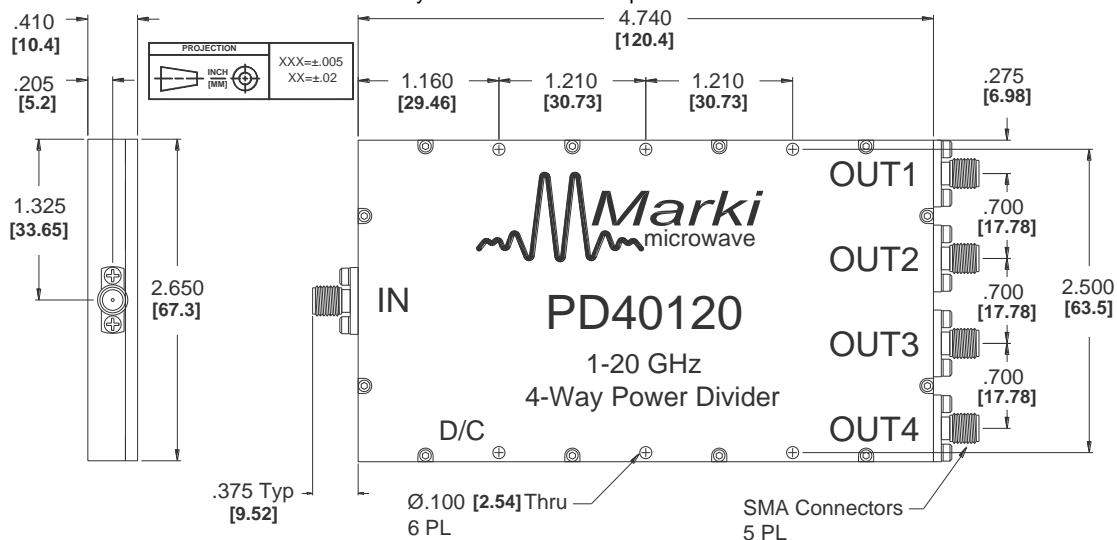 .410
[10.4]
.205
[5.2]
PROJECTION
INCH
[MM]
XXX=±.005
XX=±.02
4.740
[120.4]
1.160
[29.46]
1.210
[30.73]
1.210
[30.73]
.275
[6.98]
1.325
[33.65]
2.650
[67.3]
Marki
microwave
IN
PD40120
1-20 GHz
4-Way Power Divider
D/C
OUT1
OUT2
OUT3
OUT4
.700
[17.78]
.700
[17.78]
.700
[17.78]
2.500
[63.5]
.375 Typ
[9.52]
Ø.100 [2.54] Thru
6 PL
SMA Connectors
5 PL